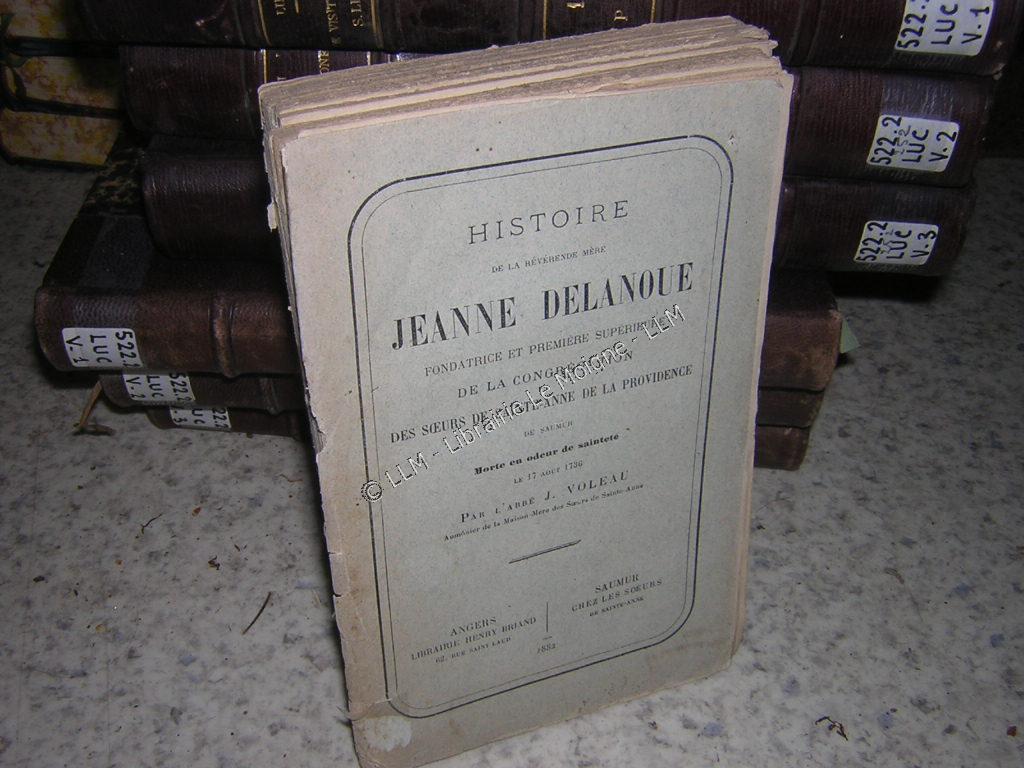 HISTOIRE
DE LA RÉVÉRENDE MÈRE
JEANNE DELANOUE
FONDATRICE ET PREMIÈRE SUPÉRIEURE
DE LA CONGRÉGATION
DES SŒURS DE SAINTE-ANNE DE LA PROVIDENCE
DE SAUMUR
Morte en odeur de sainteté
LE 17 AOUT 1736
PAR L'ABBÉ J. VOLEAU
Aumônier de la Maison-Mère des Sœurs de Sainte-Anne
ANGERS
LIBRAIRIE HENRY BRIAND
62, RUE SAINT-LAUD
SAUMUR
CHEZ LES SŒURS
DE SAINTE-ANNE
© LLM - Librairie Le Moigne - LLM
522.2
LUC
V.1
522.2
LUC
V. 2
522.2
LUC
V.3
522.2
LUC
V. 1
522
LUC
V. 2